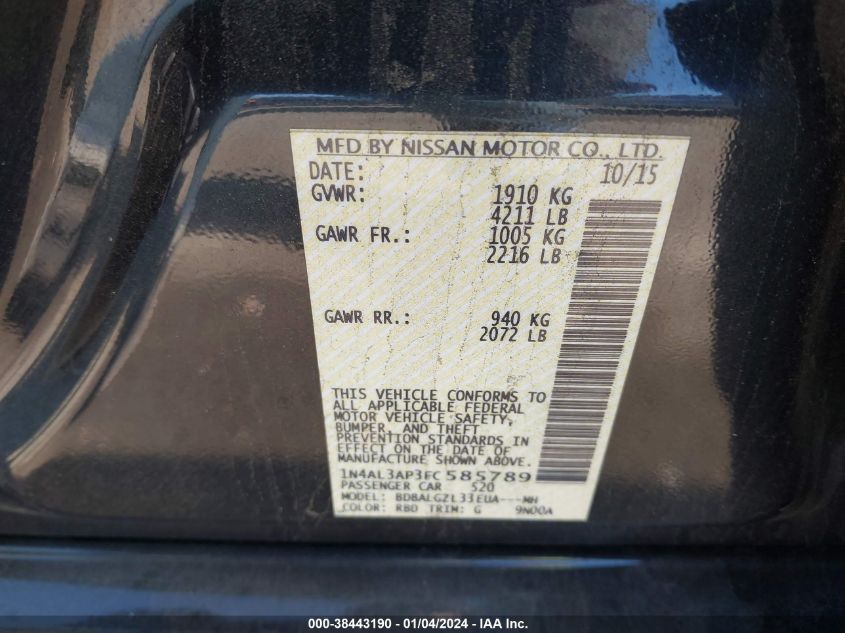 MFD BY NISSAN MOTOR CO., LTD.
DATE: 10/15
GVWR: 1910 KG
4211 LB
GAWR FR.: 1005 KG
2216 LB
GAWR RR.: 940 KG
2072 LB
THIS VEHICLE CONFORMS TO
ALL APPLICABLE FEDERAL
MOTOR VEHICLE SAFETY,
BUMPER, AND THEFT
PREVENTION STANDARDS IN
EFFECT ON THE DATE OF
MANUFACTURE SHOWN ABOVE.
1N4AL3AP3FC585789
PASSENGER CAR 520
MODEL: BDBALGZL33EUA---MH
COLOR: RBD TRIM: G 9N00A
000-38443190 - 01/04/2024 - IAA Inc.